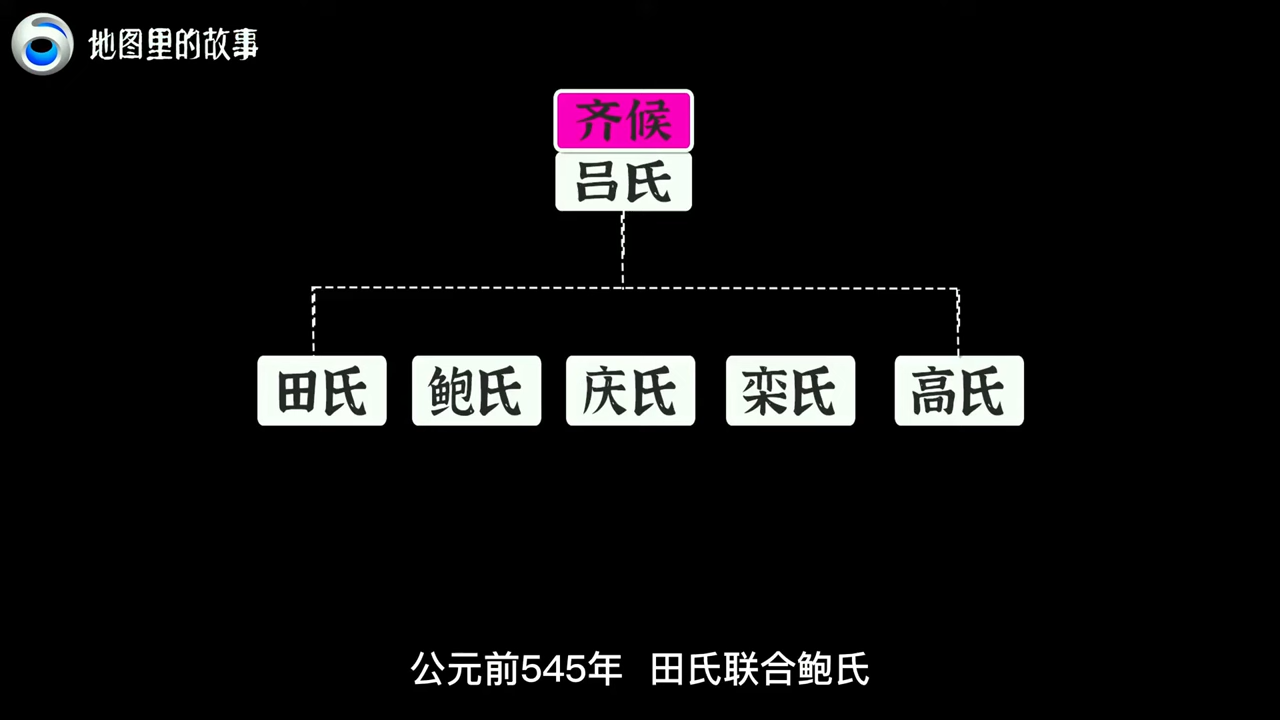 地图里的故事
齐候
吕氏
田氏 鲍氏 庆氏 栾氏 高氏
公元前545年 田氏联合鲍氏